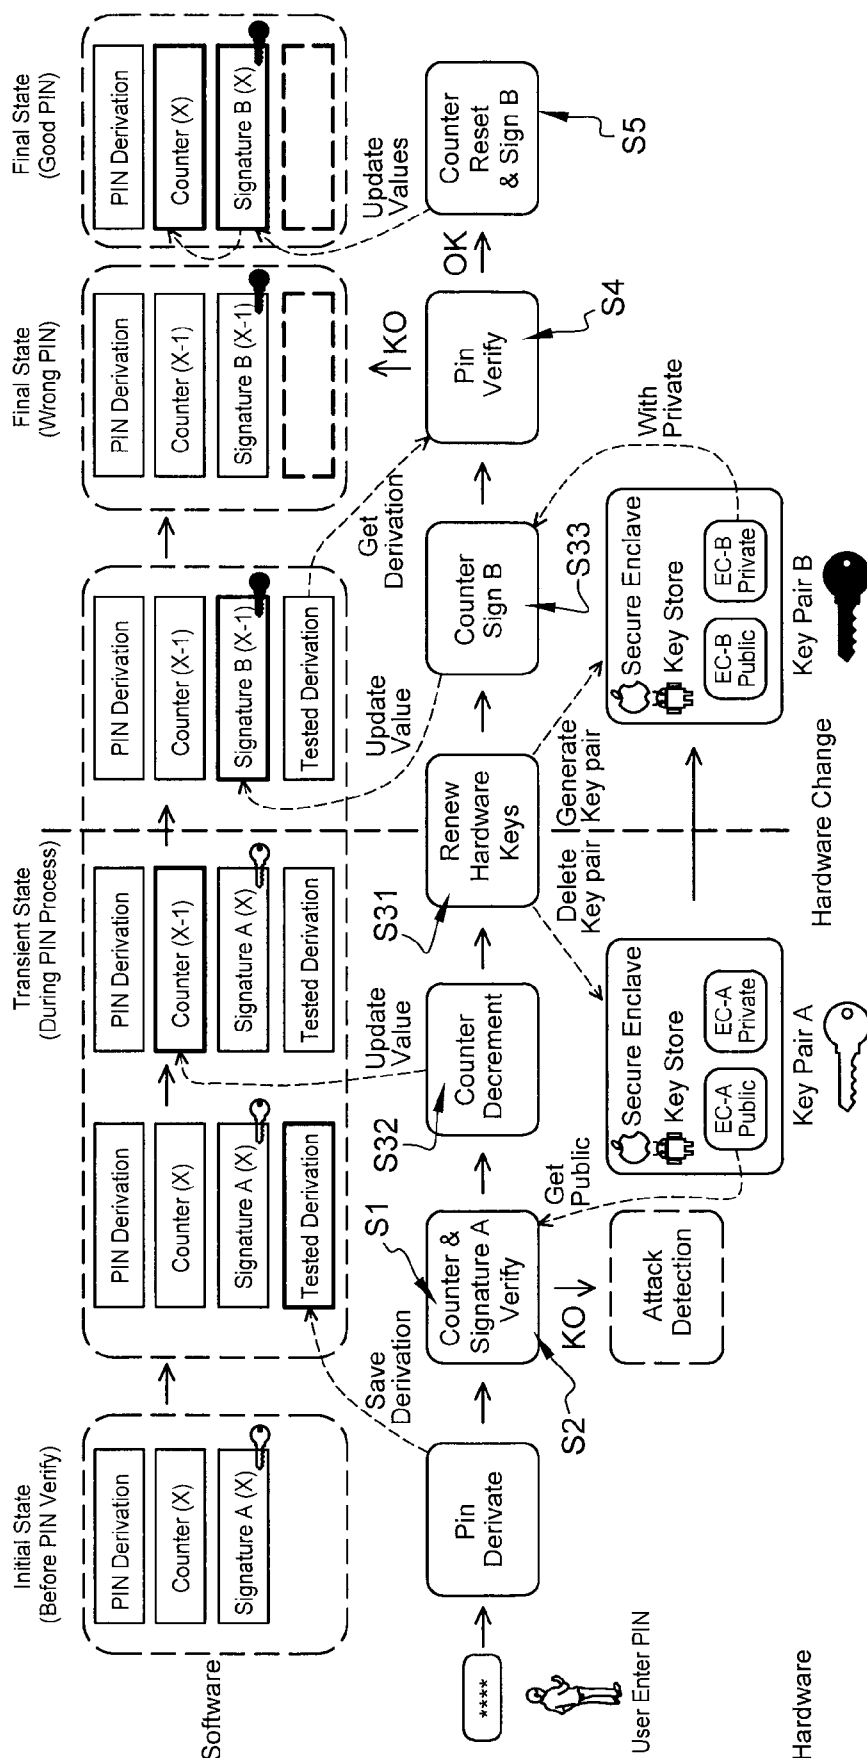 Initial State
(Before PIN Verify)
Transient State
(During PIN Process)
Final State
(Wrong PIN)
Final State
(Good PIN)
Software
PIN Derivation
Counter (X)
Signature A (X)
PIN Derivation
Counter (X)
Signature A (X)
Tested Derivation
PIN Derivation
Counter (X-1)
Signature A (X)
Tested Derivation
PIN Derivation
Counter (X-1)
Signature B (X-1)
Tested Derivation
PIN Derivation
Counter (X-1)
Signature B (X-1)
PIN Derivation
Counter (X)
Signature B (X)
Save
Derivation
Update
Value
Update
Value
Get
Derivation
Update
Values
S1
S32
S31
KO
OK
****
User Enter PIN
Pin
Derivate
Counter &
Signature A
Verify
Counter
Decrement
Renew
Hardware
Keys
Counter
Sign B
Pin
Verify
Counter
Reset
& Sign B
S2
KO
Get
Public
Delete
Key pair
Generate
Key pair
S33
With
Private
S4
S5
Attack
Detection
Secure Enclave
Key Store
EC-A
Public
EC-A
Private
Key Pair A
Secure Enclave
Key Store
EC-B
Public
EC-B
Private
Key Pair B
Hardware
Hardware Change